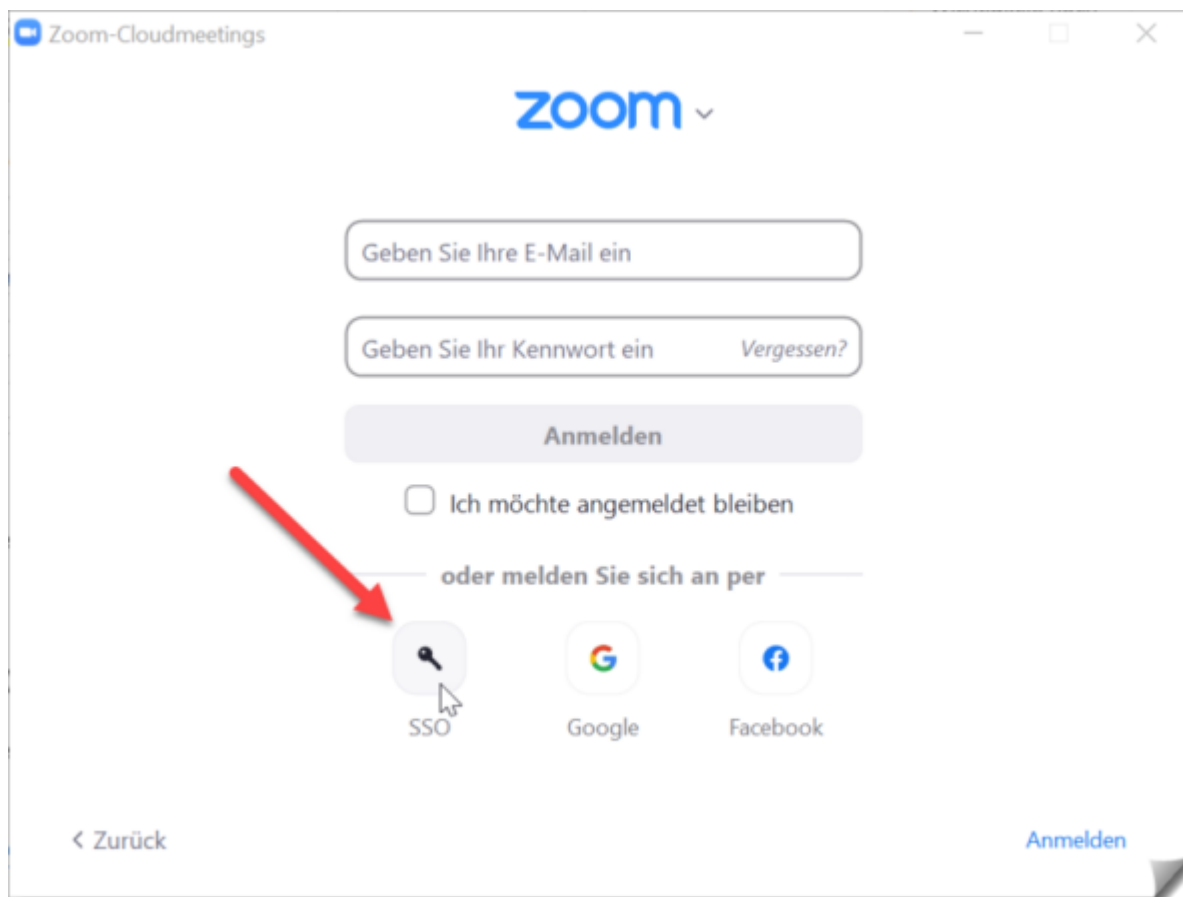 Zoom-Cloudmeetings
zoom
Geben Sie Ihre E-Mail ein
Geben Sie Ihr Kennwort ein Vergessen?
Anmelden
Ich möchte angemeldet bleiben
oder melden Sie sich an per
SSO Google Facebook
Zurück Anmelden